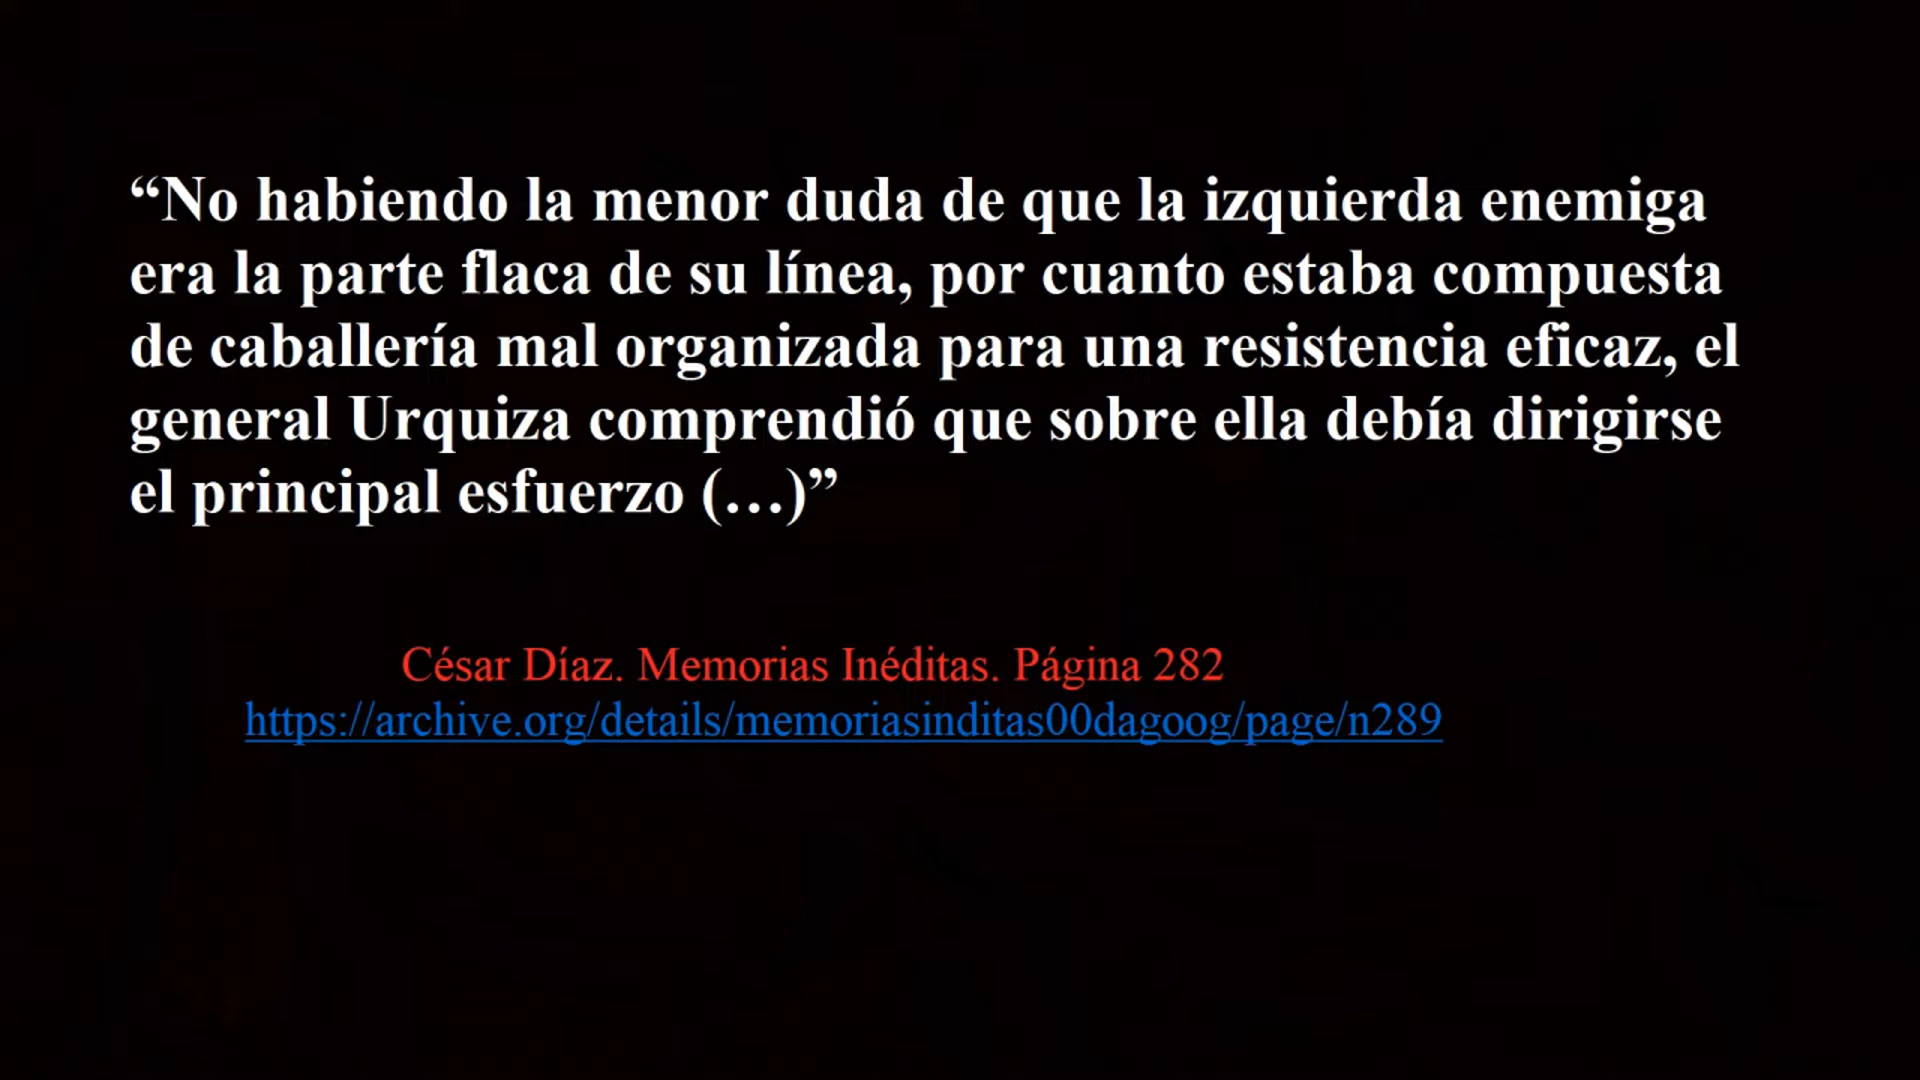 “No habiendo la menor duda de que la izquierda enemiga
era la parte flaca de su línea, por cuanto estaba compuesta
de caballería mal organizada para una resistencia eficaz, el
general Urquiza comprendió que sobre ella debía dirigirse
el principal esfuerzo (…)”
César Díaz. Memorias Inéditas. Página 282
https://archive.org/details/memoriasinditas00dagoog/page/n289